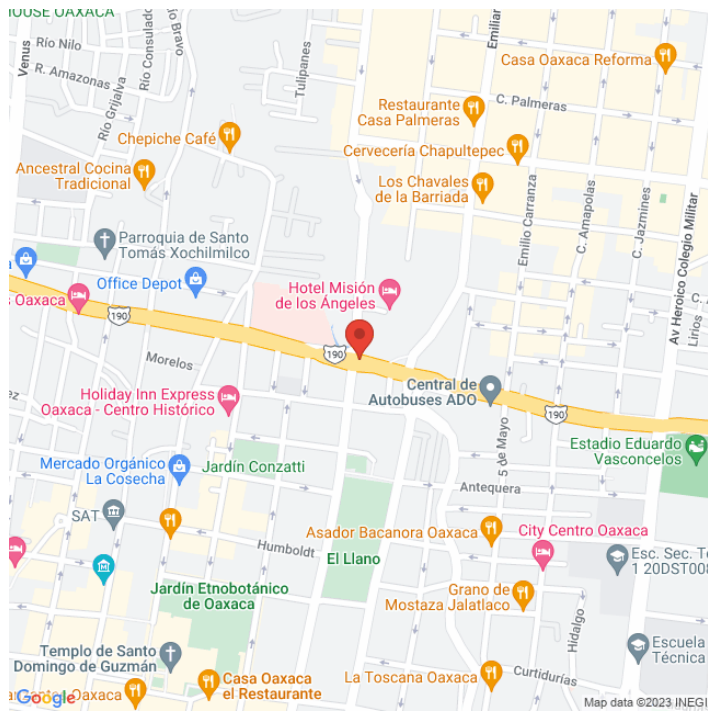 HOUSE OAXACA
Río Nilo
R. Amazonas
Venus
Río Grijalva
Río Consulado
Río Bravo
Tulipanes
Casa Oaxaca Reforma
C. Palmeras
Restaurante
Casa Palmeras
Chepiche Café
Cervecería Chapultepec
Ancestral Cocina
Tradicional
Los Chavales
de la Barriada
Emilio Carranza
C. Amapolas
C. Jazmines
Av Heroico Colegio Militar
Parroquia de Santo
Tomás Xochilmilco
Office Depot
Hotel Misión
de los Ángeles
Oaxaca
190
Lirios
190
Morelos
Central de
Autobuses ADO
Holiday Inn Express
Oaxaca - Centro Histórico
190
5 de Mayo
Estadio Eduardo
Vasconcelos
Mercado Orgánico
La Cosecha
Jardín Conzatti
Antequera
SAT
Humboldt
El Llano
Asador Bacanora Oaxaca
City Centro Oaxaca
Esc. Sec. Te
1 20DST008
Jardín Etnobotánico
de Oaxaca
Grano de
Mostaza Jalatlaco
Hidalgo
Templo de Santo
Domingo de Guzmán
Escuela
Técnica
Casa Oaxaca
el Restaurante
La Toscana Oaxaca
Curtidurías
Oaxaca
Google
Map data ©2023 INEGI